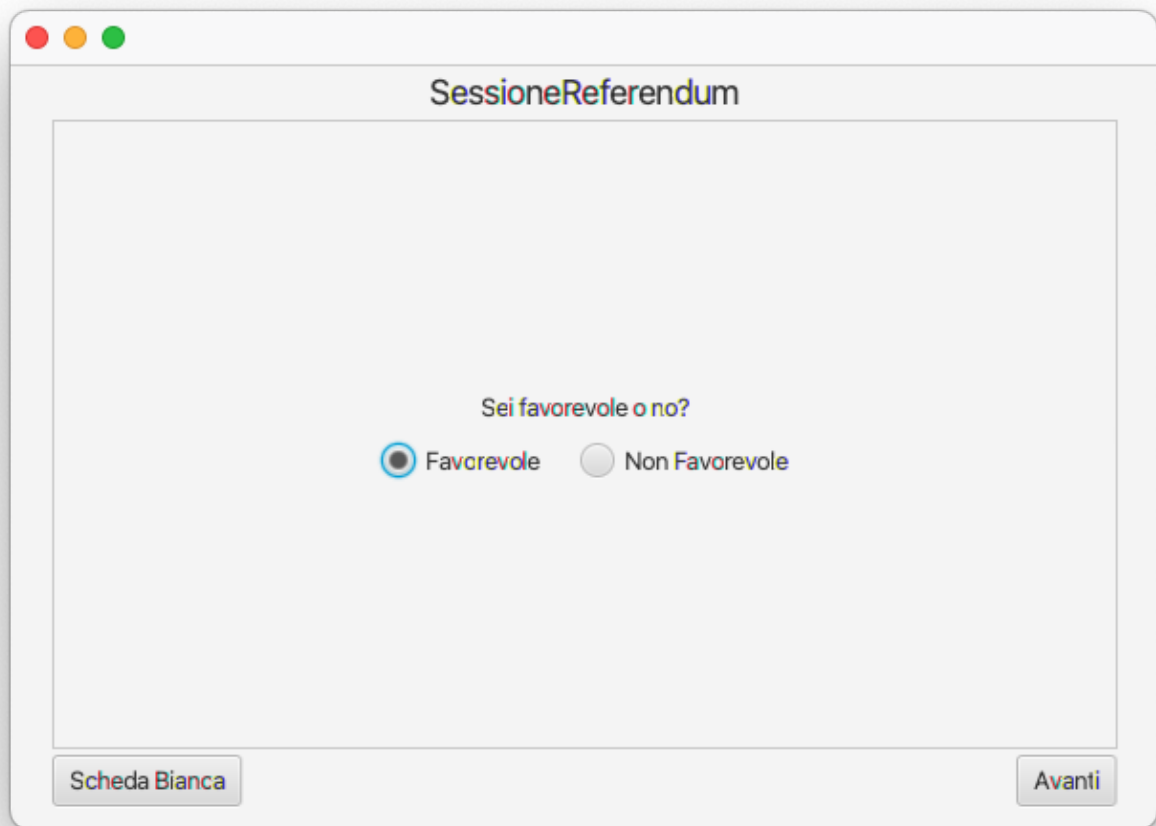 SessioneReferendum
Sei favorevole o no?
Favorevole Non Favorevole
Scheda Bianca Avanti